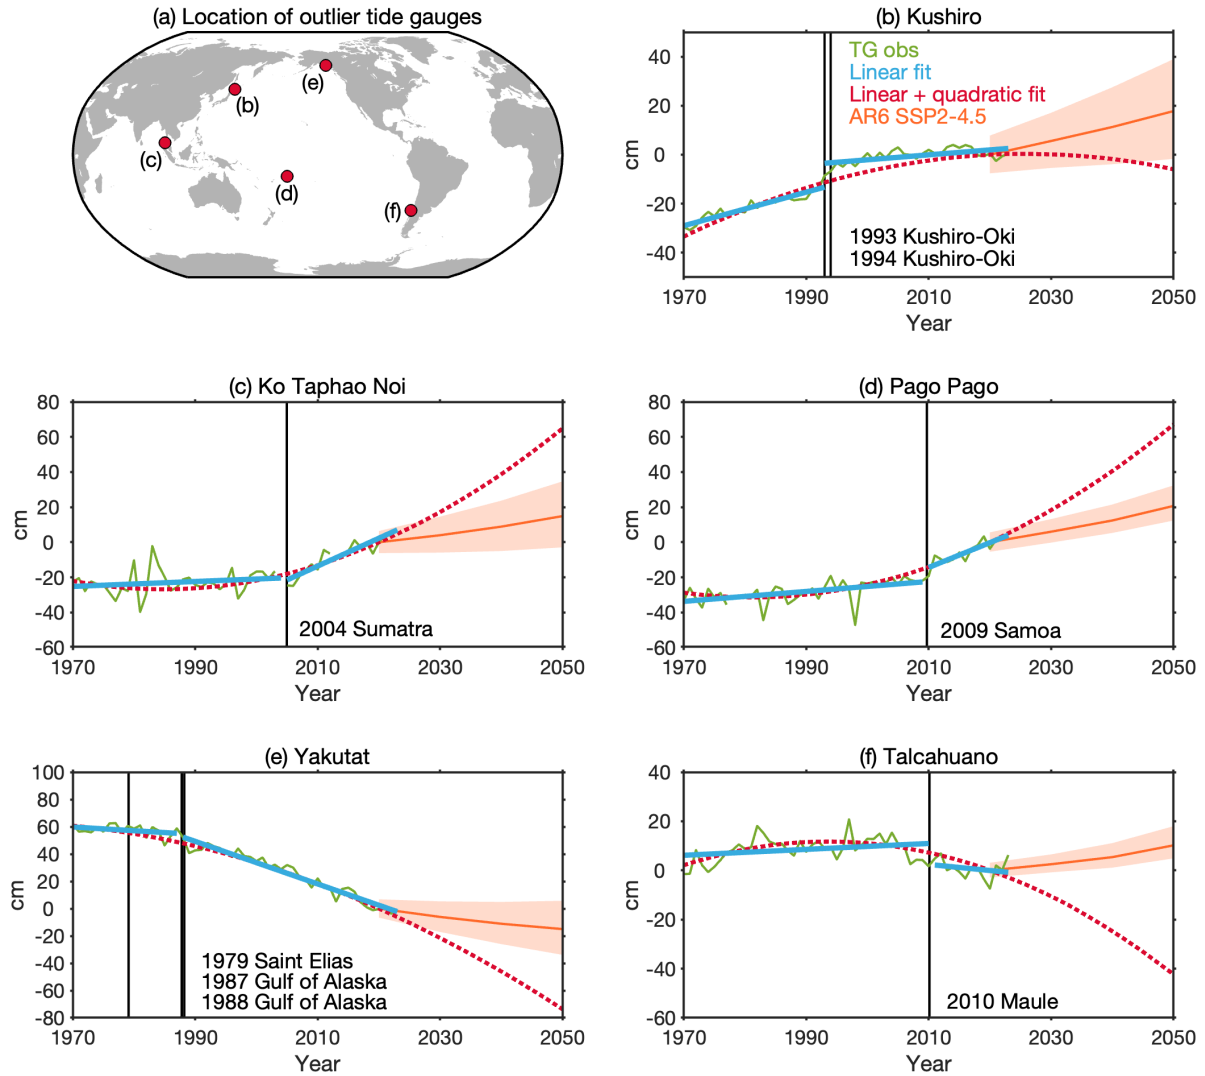 (a) Location of outlier tide gauges
(b)
(c)
(d)
(e)
(f)
(b) Kushiro
TG obs
Linear fit
Linear + quadratic fit
AR6 SSP2-4.5
1993 Kushiro-Oki
1994 Kushiro-Oki
40
20
0
-20
-40
cm
1970 1990 2010 2030 2050
Year
(c) Ko Taphao Noi
80
60
40
20
0
-20
-40
-60
cm
2004 Sumatra
1970 1990 2010 2030 2050
Year
(d) Pago Pago
80
60
40
20
0
-20
-40
-60
cm
2009 Samoa
1970 1990 2010 2030 2050
Year
(e) Yakutat
100
80
60
40
20
0
-20
-40
-60
-80
cm
1979 Saint Elias
1987 Gulf of Alaska
1988 Gulf of Alaska
1970 1990 2010 2030 2050
Year
(f) Talcahuano
40
20
0
-20
-40
-60
cm
2010 Maule
1970 1990 2010 2030 2050
Year